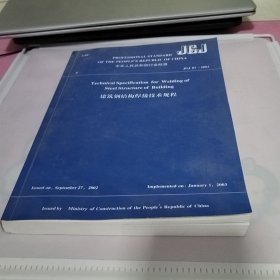 PROFESSIONAL STANDARD
JGJ
OF THE PEOPLE'S REPUBLIC OF CHINA
中华人民共和国行业标准
JGJ 81-2002
Technical Specification for Welding of
Steel Structure of Building
建筑钢结构焊接技术规程
Issued on, September 27, 2002
Implemented on: January 1, 2003
Issued by Ministry of Construction of the People's Republic of China